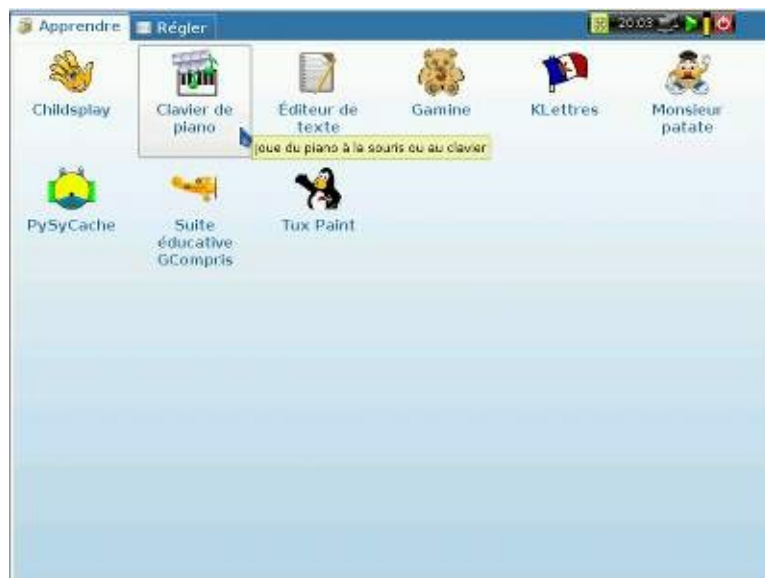 Apprendre
Régler
20:03
Childsplay
Clavier de
piano
Éditeur de
texte
Gamine
KLettres
Monsieur
patate
joue du piano à la souris ou au clavier
PySyCache
Suite
éducative
GCompris
Tux Paint